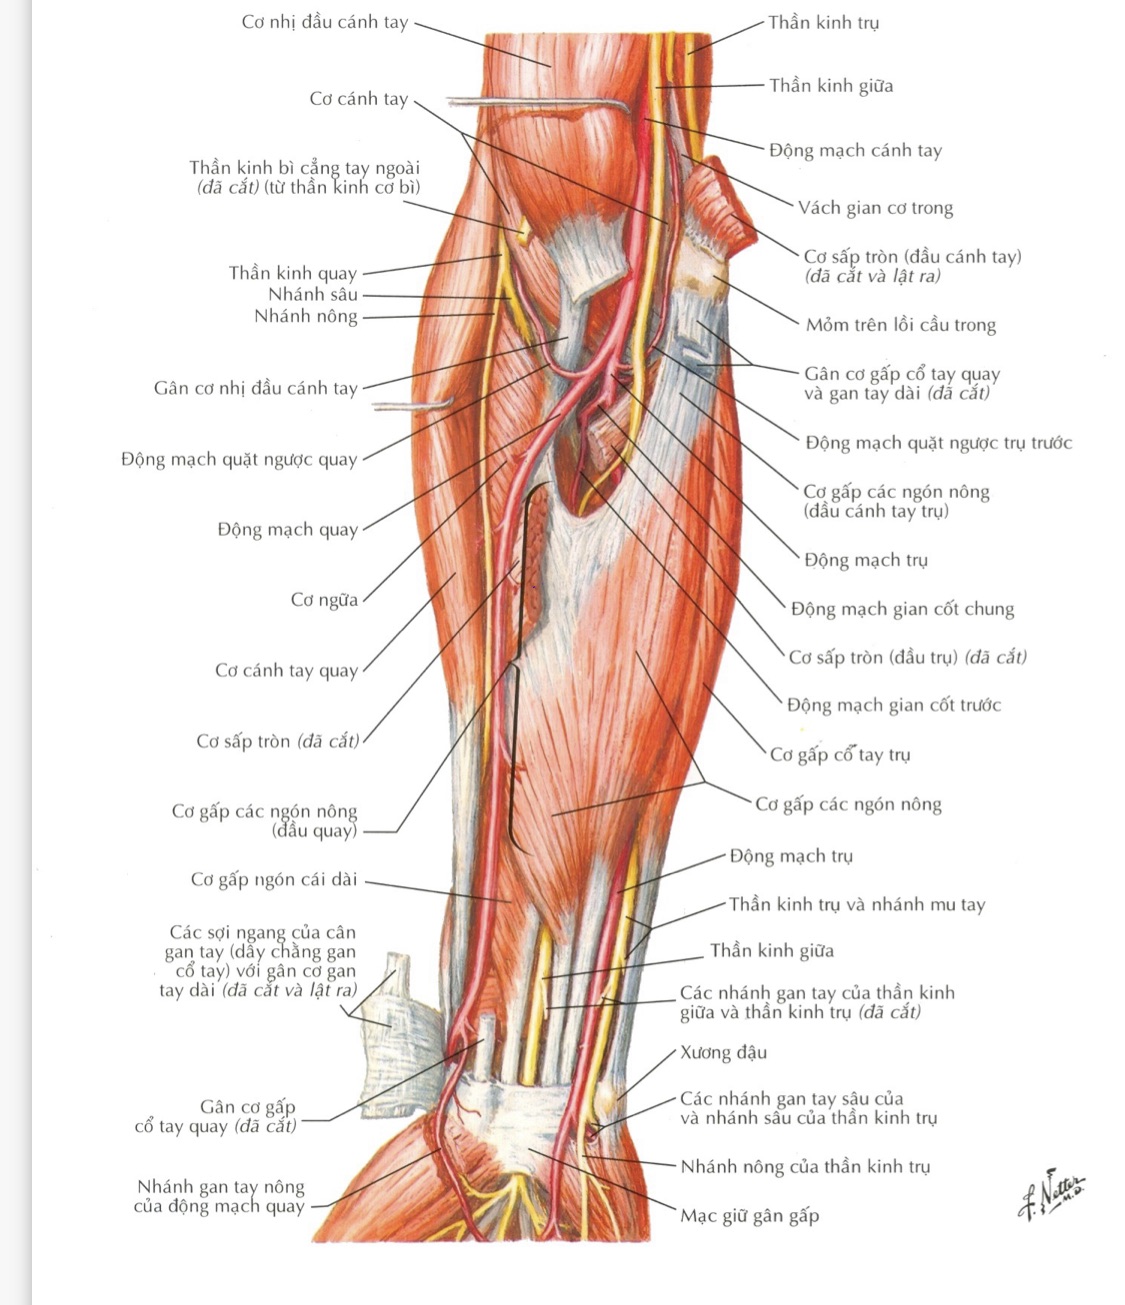 Cơ nhị đầu cánh tay
Cơ cánh tay
Thần kinh bì cẳng tay ngoài
(đã cắt) (từ thần kinh cơ bì)
Thần kinh quay
Nhánh sâu
Nhánh nông
Gân cơ nhị đầu cánh tay
Động mạch quặt ngược quay
Động mạch quay
Cơ ngữa
Cơ cánh tay quay
Cơ sấp tròn (đã cắt)
Cơ gấp các ngón nông
(đầu quay)
Cơ gấp ngón cái dài
Các sợi ngang của cân
gan tay (dây chằng gan
cổ tay) với gân cơ gan
tay dài (đã cắt và lật ra)
Gân cơ gấp
cổ tay quay (đã cắt)
Nhánh gan tay nông
của động mạch quay
Thần kinh trụ
Thần kinh giữa
Động mạch cánh tay
Vách gian cơ trong
Cơ sấp tròn (đầu cánh tay)
(đã cắt và lật ra)
Mỏm trên lồi cầu trong
Gân cơ gấp cổ tay quay
và gan tay dài (đã cắt)
Động mạch quặt ngược trụ trước
Cơ gấp các ngón nông
(đầu cánh tay trụ)
Động mạch trụ
Động mạch gian cốt chung
Cơ sấp tròn (đầu trụ) (đã cắt)
Động mạch gian cốt trước
Cơ gấp cổ tay trụ
Cơ gấp các ngón nông
Động mạch trụ
Thần kinh trụ và nhánh mu tay
Thần kinh giữa
Các nhánh gan tay của thần kinh
giữa và thần kinh trụ (đã cắt)
Xương đậu
Các nhánh gan tay sâu của
và nhánh sâu của thần kinh trụ
Nhánh nông của thần kinh trụ
Mạc giữ gân gấp
F. Netter
M.D.